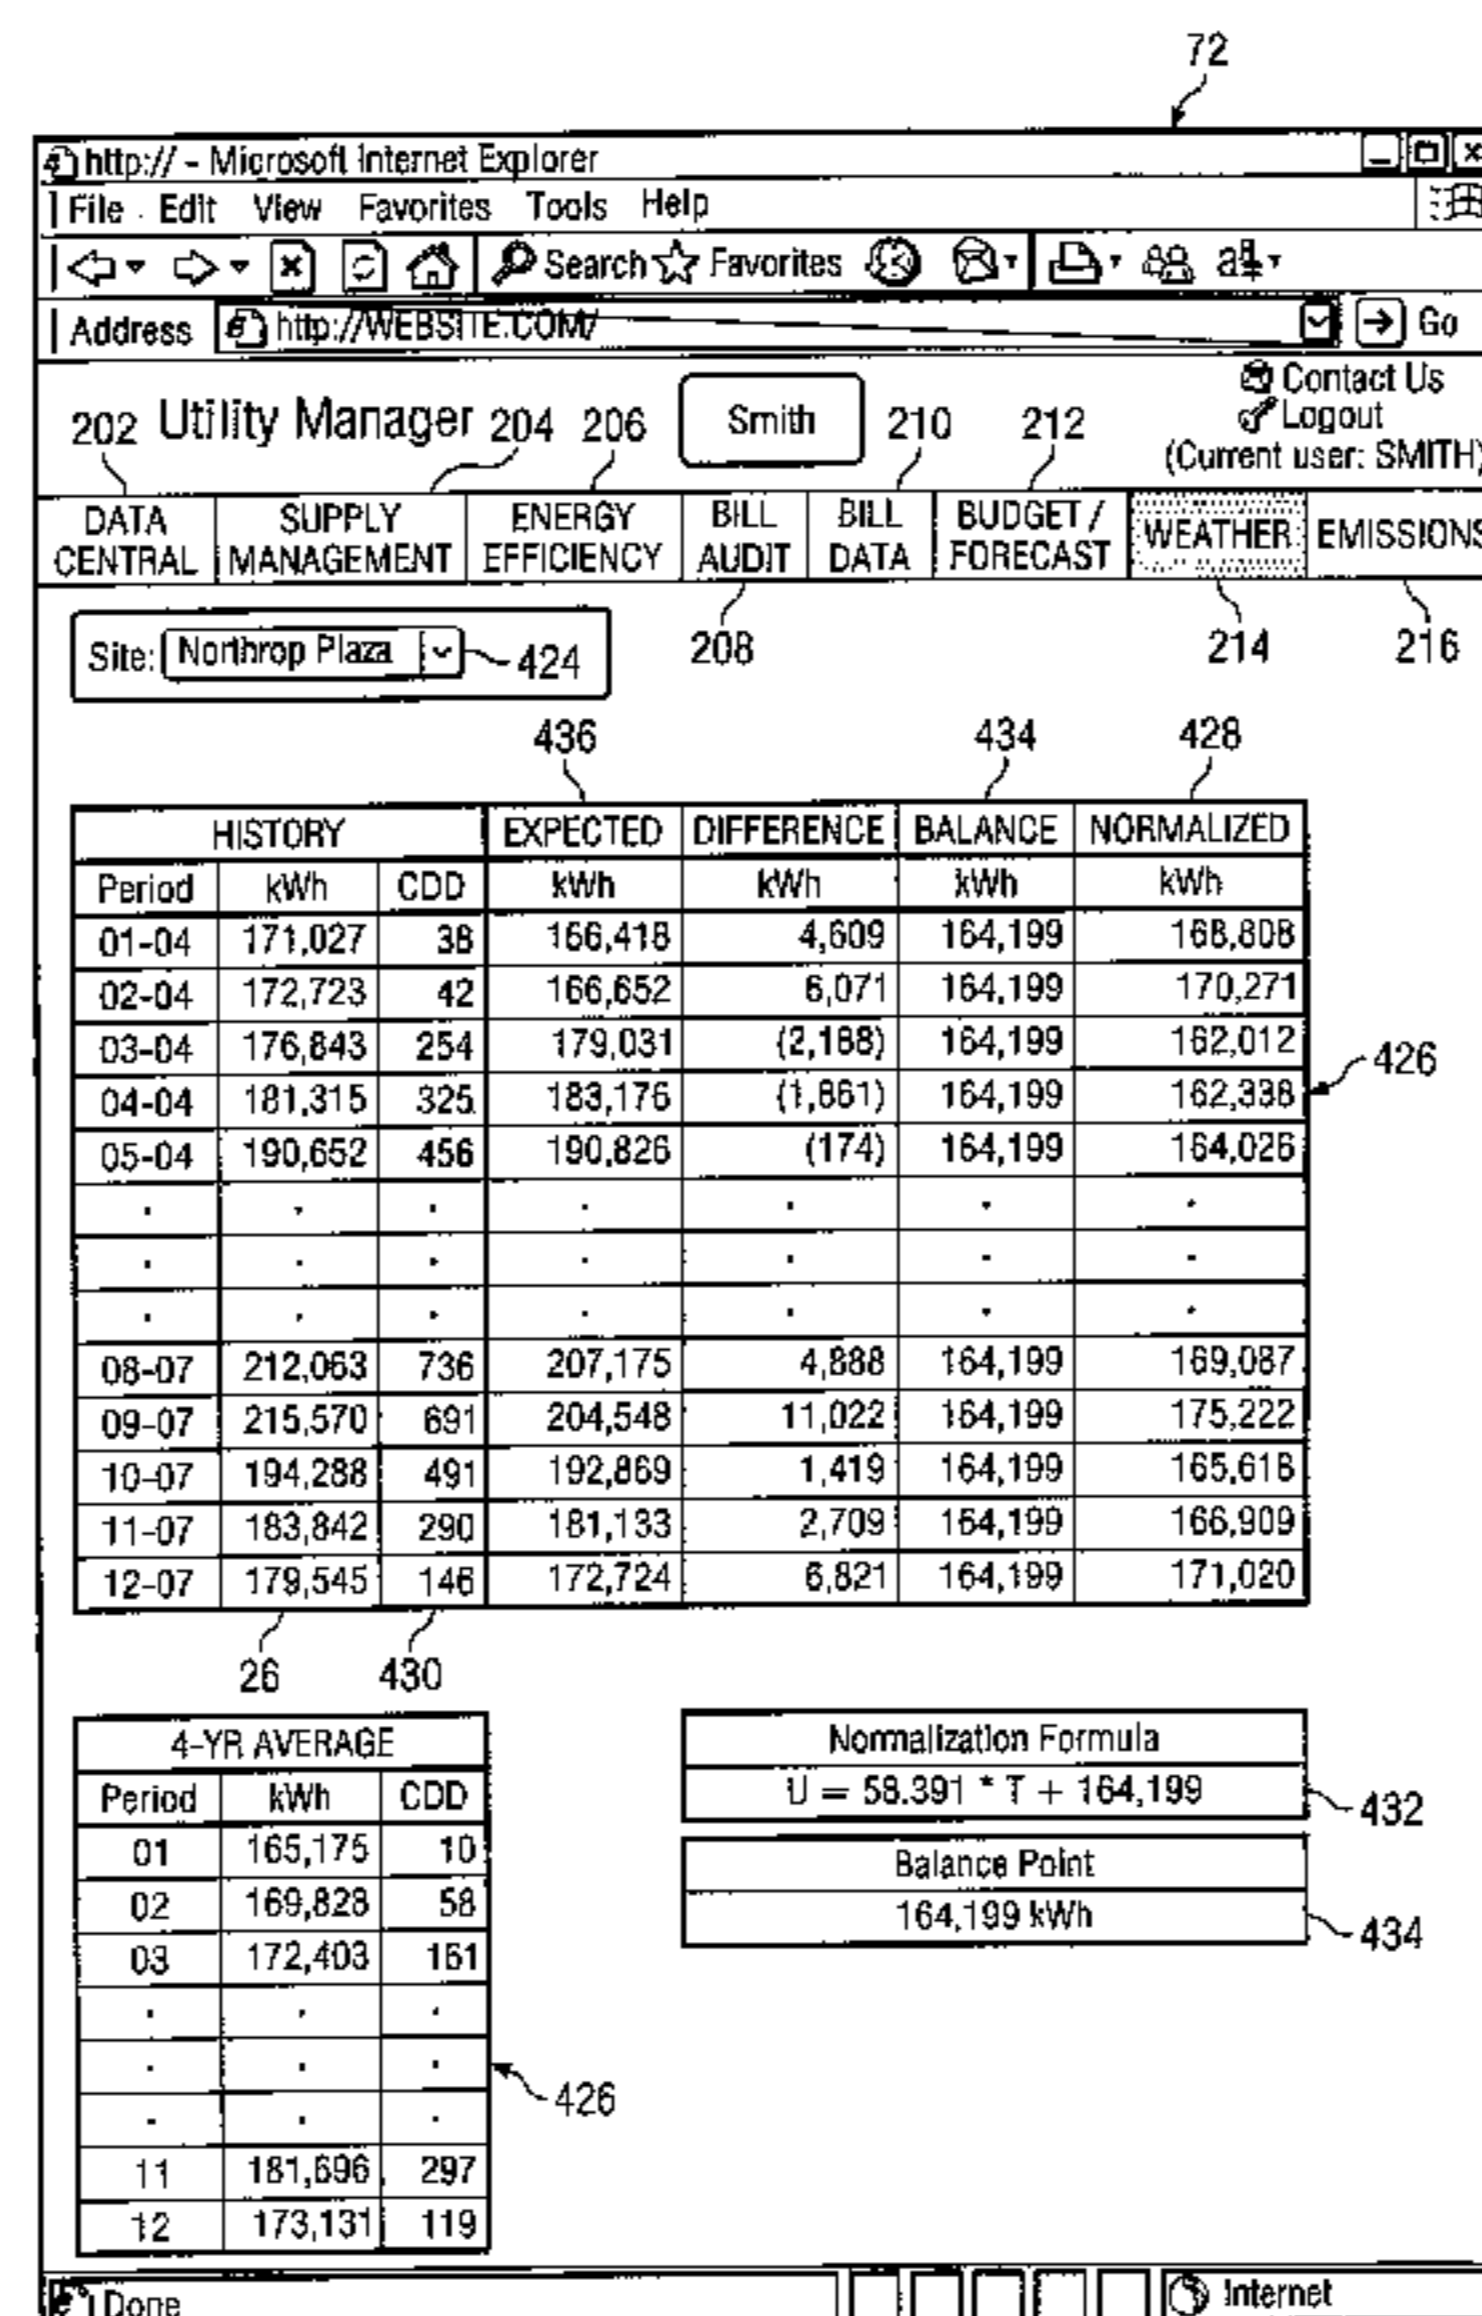 72
http:// - Microsoft Internet Explorer
File Edit View Favorites Tools Help
Search Favorites
Address http://WEBSITE.COM/ Go
Contact Us
Logout
(Current user: SMITH)
202 Utility Manager 204 206 Smith 210 212
DATA CENTRAL SUPPLY MANAGEMENT ENERGY EFFICIENCY BILL AUDIT BILL DATA BUDGET / FORECAST WEATHER EMISSIONS
Site: Northrop Plaza 424 208 214 216
436 434 428
HISTORY EXPECTED DIFFERENCE BALANCE NORMALIZED
Period kWh CDD kWh kWh kWh kWh
01-04 171,027 38 166,418 4,609 164,199 168,808
02-04 172,723 42 166,652 6,071 164,199 170,271
03-04 176,843 254 179,031 (2,188) 164,199 162,012
04-04 181,315 325 183,176 (1,861) 164,199 162,338
05-04 190,652 456 190,826 (174) 164,199 164,026
. . . . . . .
. . . . . . .
. . . . . . .
08-07 212,063 736 207,175 4,888 164,199 169,087
09-07 215,570 691 204,548 11,022 164,199 175,222
10-07 194,288 491 192,869 1,419 164,199 165,618
11-07 183,842 290 181,133 2,709 164,199 166,909
12-07 179,545 146 172,724 6,821 164,199 171,020
426
26 430
4-YR AVERAGE
Period kWh CDD
01 165,175 10
02 169,828 58
03 172,403 161
. . .
. . .
. . .
11 181,696 297
12 173,131 119
426
Normalization Formula
U = 58.391 * T + 164,199
432
Balance Point
164,199 kWh
434
Done Internet